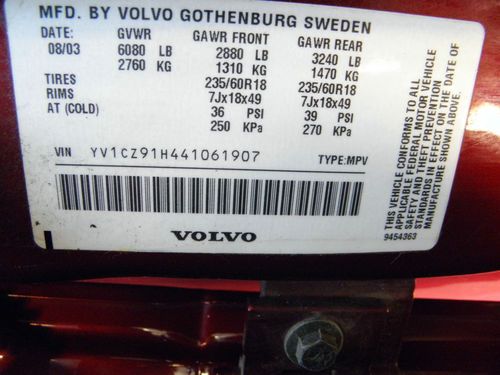 MFD. BY VOLVO GOTHENBURG SWEDEN
DATE: GVWR GAWR FRONT GAWR REAR
08/03 6080 LB 2880 LB 3240 LB
2760 KG 1310 KG 1470 KG
TIRES 235/60R18 235/60R18
RIMS 7Jx18x49 7Jx18x49
AT (COLD) 36 PSI 39 PSI
250 KPa 270 KPa
VIN YV1CZ91H441061907 TYPE:MPV
VOLVO
THIS VEHICLE CONFORMS TO ALL
APPLICABLE FEDERAL MOTOR VEHICLE
SAFETY AND THEFT PREVENTION
STANDARDS IN EFFECT ON THE DATE OF
MANUFACTURE SHOWN ABOVE.
9454363